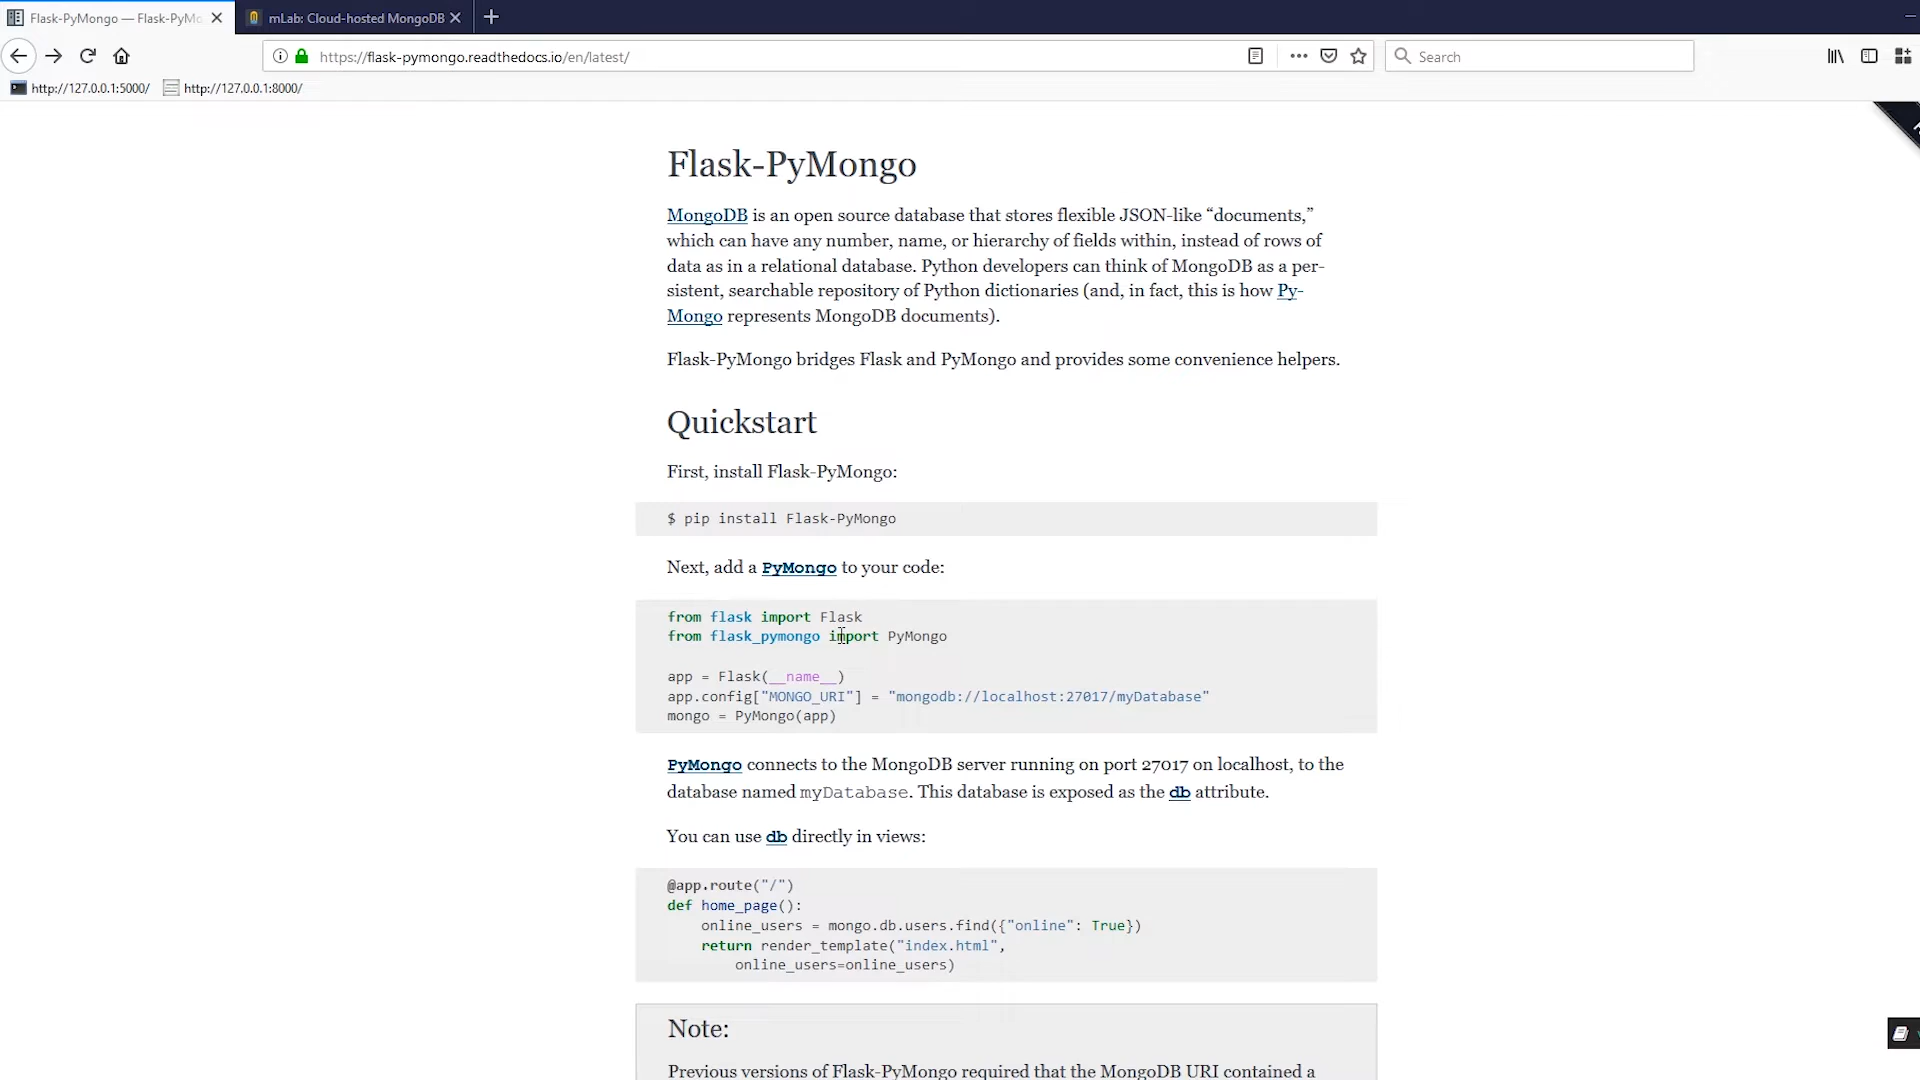 Flask-PyMongo — Flask-PyMo
mLab: Cloud-hosted MongoDB
https://flask-pymongo.readthedocs.io/en/latest/
Search
http://127.0.0.1:5000/
http://127.0.0.1:8000/
Flask-PyMongo
MongoDB is an open source database that stores flexible JSON-like “documents,”
which can have any number, name, or hierarchy of fields within, instead of rows of
data as in a relational database. Python developers can think of MongoDB as a per-
sistent, searchable repository of Python dictionaries (and, in fact, this is how Py-
Mongo represents MongoDB documents).
Flask-PyMongo bridges Flask and PyMongo and provides some convenience helpers.
Quickstart
First, install Flask-PyMongo:
$ pip install Flask-PyMongo
Next, add a PyMongo to your code:
from flask import Flask
from flask_pymongo import PyMongo
app = Flask(__name__)
app.config["MONGO_URI"] = "mongodb://localhost:27017/myDatabase"
mongo = PyMongo(app)
PyMongo connects to the MongoDB server running on port 27017 on localhost, to the
database named myDatabase. This database is exposed as the db attribute.
You can use db directly in views:
@app.route("/")
def home_page():
    online_users = mongo.db.users.find({"online": True})
    return render_template("index.html",
        online_users=online_users)
Note:
Previous versions of Flask-PyMongo required that the MongoDB URI contained a